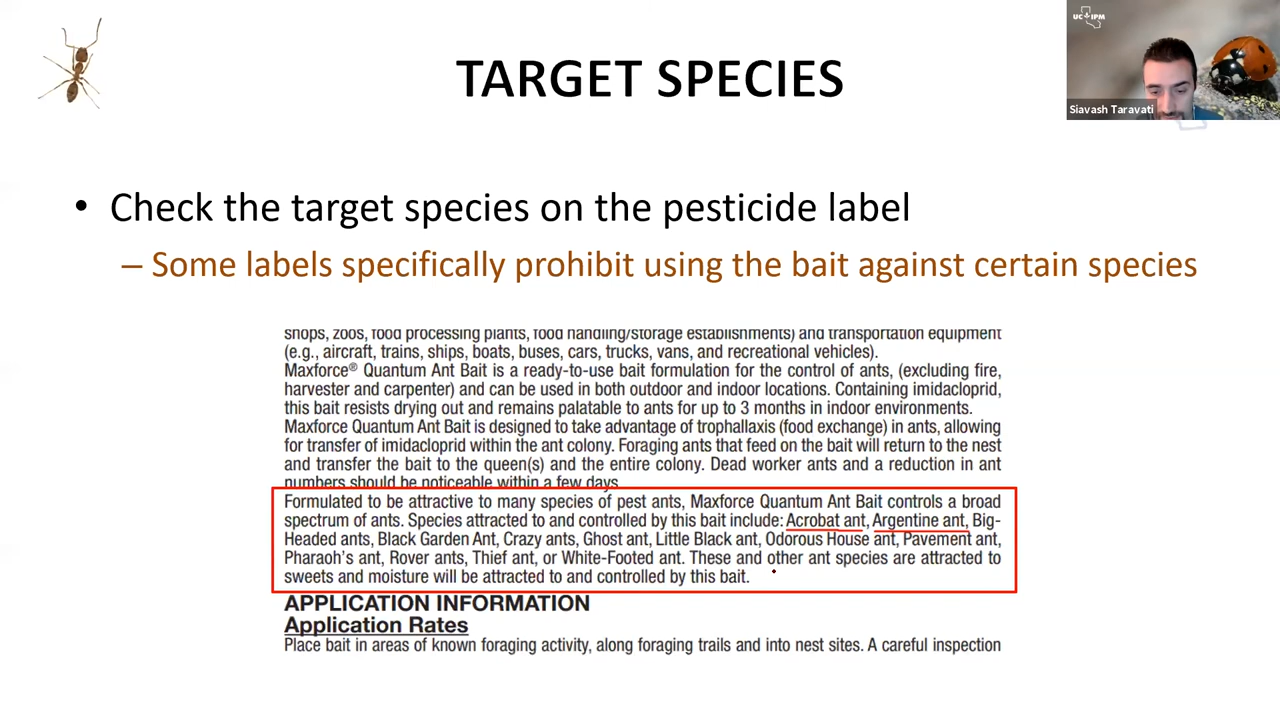 UC IPM
TARGET SPECIES
Siavash Taravati
• Check the target species on the pesticide label
– Some labels specifically prohibit using the bait against certain species
shops, zoos, food processing plants, food handling/storage establishments) and transportation equipment
(e.g., aircraft, trains, ships, boats, buses, cars, trucks, vans, and recreational vehicles).
Maxforce® Quantum Ant Bait is a ready-to-use bait formulation for the control of ants, (excluding fire,
harvester and carpenter) and can be used in both outdoor and indoor locations. Containing imidacloprid,
this bait resists drying out and remains palatable to ants for up to 3 months in indoor environments.
Maxforce Quantum Ant Bait is designed to take advantage of trophallaxis (food exchange) in ants, allowing
for transfer of imidacloprid within the ant colony. Foraging ants that feed on the bait will return to the nest
and transfer the bait to the queen(s) and the entire colony. Dead worker ants and a reduction in ant
numbers should be noticeable within a few days.
Formulated to be attractive to many species of pest ants, Maxforce Quantum Ant Bait controls a broad
spectrum of ants. Species attracted to and controlled by this bait include: Acrobat ant, Argentine ant, Big-
Headed ants, Black Garden Ant, Crazy ants, Ghost ant, Little Black ant, Odorous House ant, Pavement ant,
Pharaoh's ant, Rover ants, Thief ant, or White-Footed ant. These and other ant species are attracted to
sweets and moisture will be attracted to and controlled by this bait.
APPLICATION INFORMATION
Application Rates
Place bait in areas of known foraging activity, along foraging trails and into nest sites. A careful inspection